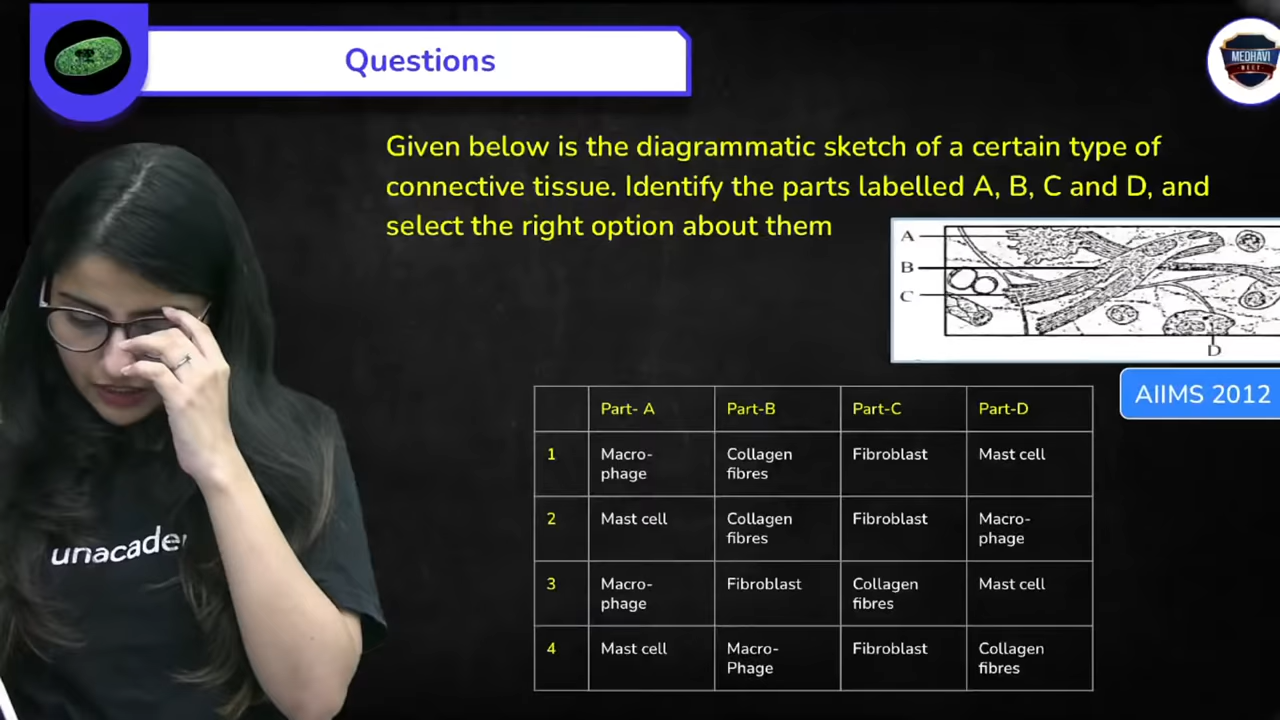 Questions
MEDHAVI
NEET
Given below is the diagrammatic sketch of a certain type of
connective tissue. Identify the parts labelled A, B, C and D, and
select the right option about them
A
B
C
D
AIIMS 2012
Part- A Part-B Part-C Part-D
1 Macro-phage Collagen fibres Fibroblast Mast cell
2 Mast cell Collagen fibres Fibroblast Macro-phage
3 Macro-phage Fibroblast Collagen fibres Mast cell
4 Mast cell Macro-Phage Fibroblast Collagen fibres
unacade